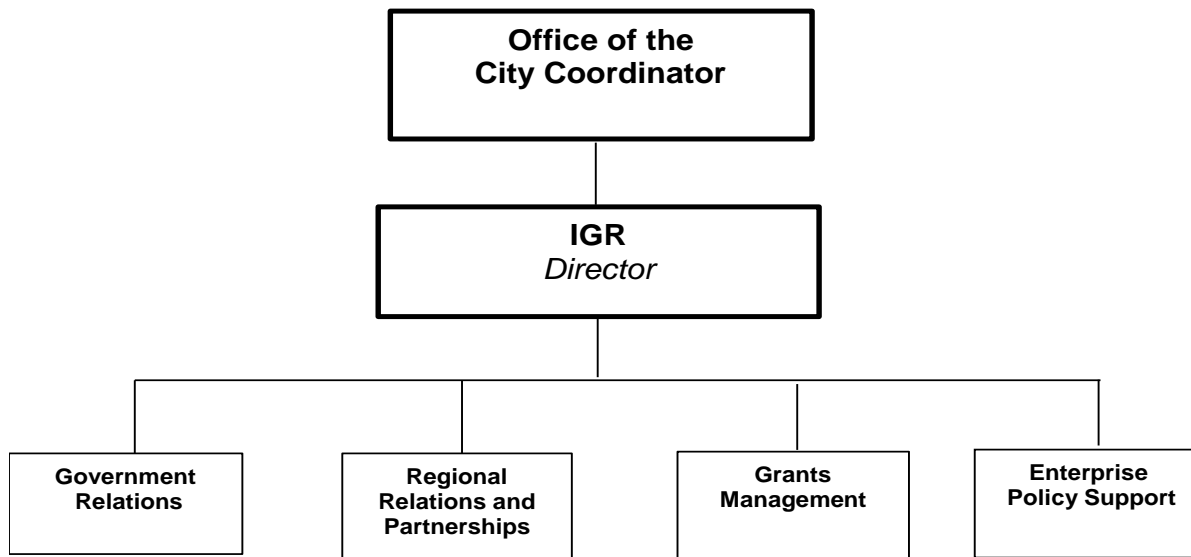 Office of the
City Coordinator
IGR
Director
Government
Relations
Regional
Relations and
Partnerships
Grants
Management
Enterprise
Policy Support